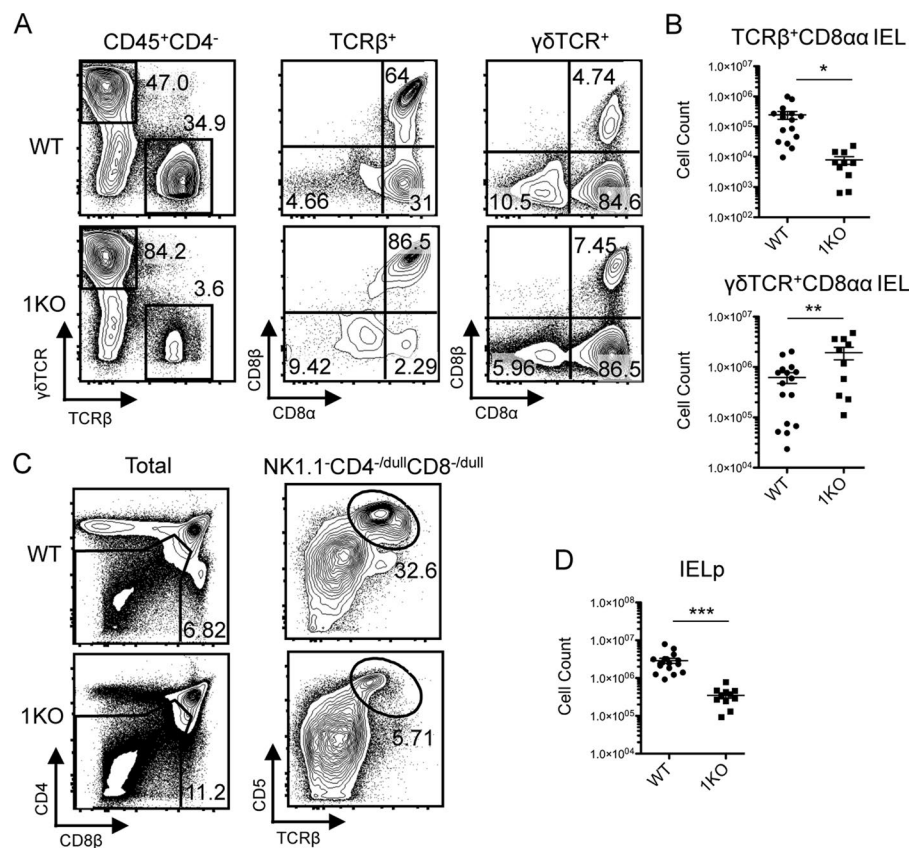 A
CD45⁺CD4⁻
TCRβ⁺
γδTCR⁺
WT
47.0
34.9
64
4.66
31
4.74
10.5
84.6
1KO
84.2
3.6
86.5
9.42
2.29
7.45
5.96
86.5
γδTCR
TCRβ
CD8β
CD8α
CD8β
CD8α
B
TCRβ⁺CD8αα IEL
*
1.0×10⁰⁷
1.0×10⁰⁶
1.0×10⁰⁵
1.0×10⁰⁴
1.0×10⁰³
1.0×10⁰²
Cell Count
WT
1KO
γδTCR⁺CD8αα IEL
**
1.0×10⁰⁷
1.0×10⁰⁶
1.0×10⁰⁵
1.0×10⁰⁴
Cell Count
WT
1KO
C
Total
NK1.1⁻CD4⁻/ᵈᵘˡˡCD8⁻/ᵈᵘˡˡ
WT
6.82
32.6
1KO
11.2
5.71
CD4
CD8β
CD5
TCRβ
D
IELp
***
1.0×10⁰⁸
1.0×10⁰⁷
1.0×10⁰⁶
1.0×10⁰⁵
1.0×10⁰⁴
Cell Count
WT
1KO